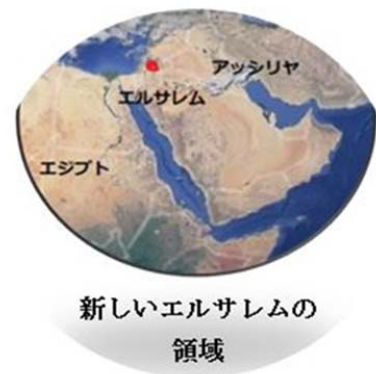 アッシリヤ
エルサレム
エジプト
新しいエルサレムの
領域